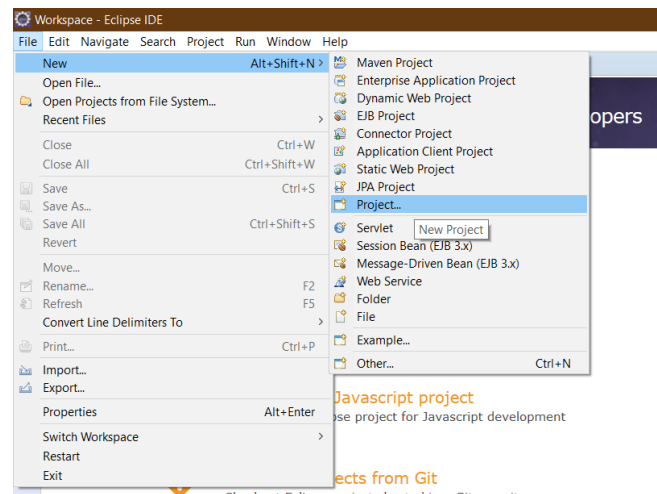 Workspace - Eclipse IDE
File Edit Navigate Search Project Run Window Help
New Alt+Shift+N >
Open File...
Open Projects from File System...
Recent Files >
Close Ctrl+W
Close All Ctrl+Shift+W
Save Ctrl+S
Save As...
Save All Ctrl+Shift+S
Revert
Move...
Rename... F2
Refresh F5
Convert Line Delimiters To >
Print... Ctrl+P
Import...
Export...
Properties Alt+Enter
Switch Workspace >
Restart
Exit
Maven Project
Enterprise Application Project
Dynamic Web Project
EJB Project
Connector Project
Application Client Project
Static Web Project
JPA Project
Project...
Servlet
New Project
Session Bean (EJB 3.x)
Message-Driven Bean (EJB 3.x)
Web Service
Folder
File
Example...
Other... Ctrl+N
opers
Javascript project
ose project for Javascript development
ects from Git